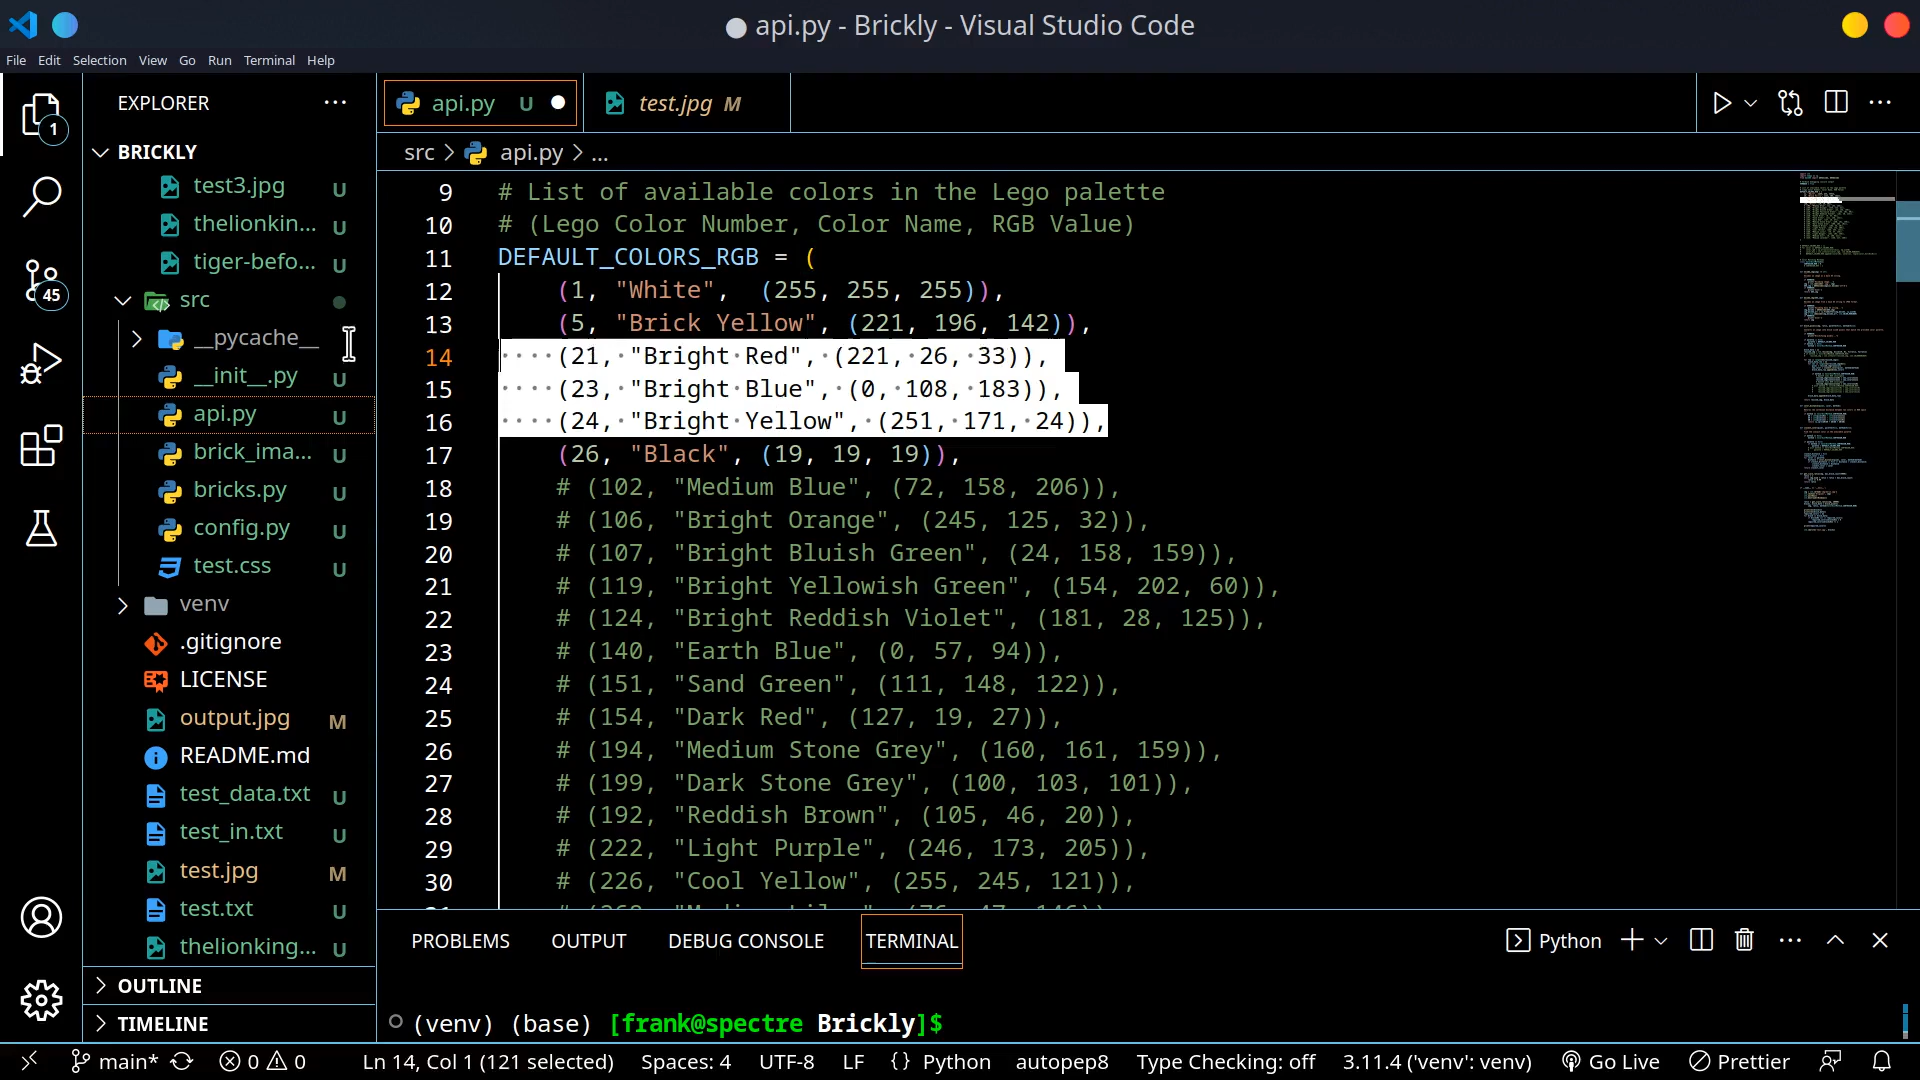 api.py - Brickly - Visual Studio Code
File Edit Selection View Go Run Terminal Help
EXPLORER
api.py U
test.jpg M
src > api.py > ...
1
45
BRICKLY
test3.jpg U
thelionkin... U
tiger-befo... U
src
__pycache__
__init__.py U
api.py U
brick_ima... U
bricks.py U
config.py U
test.css U
venv
.gitignore
LICENSE
output.jpg M
README.md
test_data.txt U
test_in.txt U
test.jpg M
test.txt U
thelionking... U
OUTLINE
TIMELINE
9 # List of available colors in the Lego palette
10 # (Lego Color Number, Color Name, RGB Value)
11 DEFAULT_COLORS_RGB = (
12 (1, "White", (255, 255, 255)),
13 (5, "Brick Yellow", (221, 196, 142)),
14 ····(21,·"Bright·Red",·(221,·26,·33)),
15 ····(23,·"Bright·Blue",·(0,·108,·183)),
16 ····(24,·"Bright·Yellow",·(251,·171,·24)),
17 (26, "Black", (19, 19, 19)),
18 # (102, "Medium Blue", (72, 158, 206)),
19 # (106, "Bright Orange", (245, 125, 32)),
20 # (107, "Bright Bluish Green", (24, 158, 159)),
21 # (119, "Bright Yellowish Green", (154, 202, 60)),
22 # (124, "Bright Reddish Violet", (181, 28, 125)),
23 # (140, "Earth Blue", (0, 57, 94)),
24 # (151, "Sand Green", (111, 148, 122)),
25 # (154, "Dark Red", (127, 19, 27)),
26 # (194, "Medium Stone Grey", (160, 161, 159)),
27 # (199, "Dark Stone Grey", (100, 103, 101)),
28 # (192, "Reddish Brown", (105, 46, 20)),
29 # (222, "Light Purple", (246, 173, 205)),
30 # (226, "Cool Yellow", (255, 245, 121)),
PROBLEMS OUTPUT DEBUG CONSOLE TERMINAL
Python
(venv) (base) [frank@spectre Brickly]$
main* 0 0 Ln 14, Col 1 (121 selected) Spaces: 4 UTF-8 LF {} Python autopep8 Type Checking: off 3.11.4 ('venv': venv) Go Live Prettier